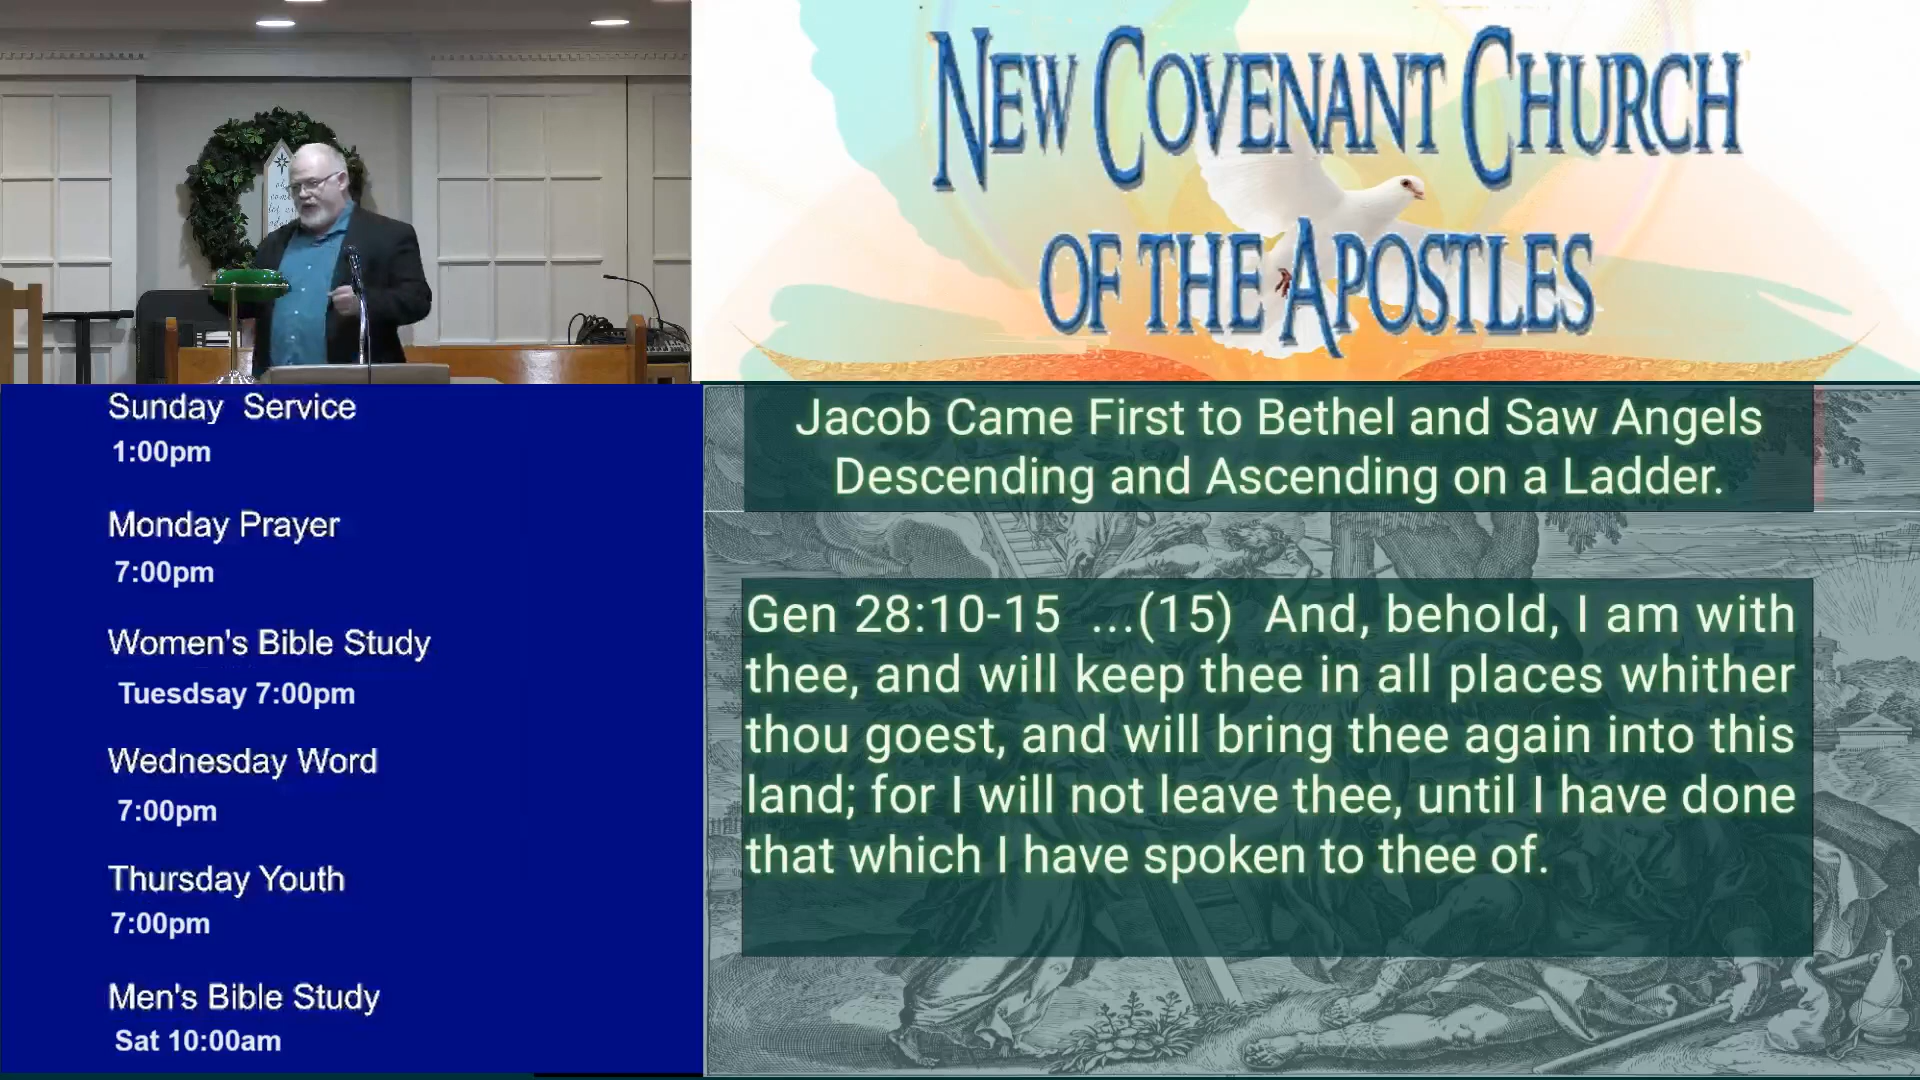 NEW COVENANT CHURCH
OF THE APOSTLES
Sunday Service
1:00pm
Monday Prayer
7:00pm
Women's Bible Study
Tuesdsay 7:00pm
Wednesday Word
7:00pm
Thursday Youth
7:00pm
Men's Bible Study
Sat 10:00am
Jacob Came First to Bethel and Saw Angels
Descending and Ascending on a Ladder.
Gen 28:10-15 ...(15) And, behold, I am with
thee, and will keep thee in all places whither
thou goest, and will bring thee again into this
land; for I will not leave thee, until I have done
that which I have spoken to thee of.